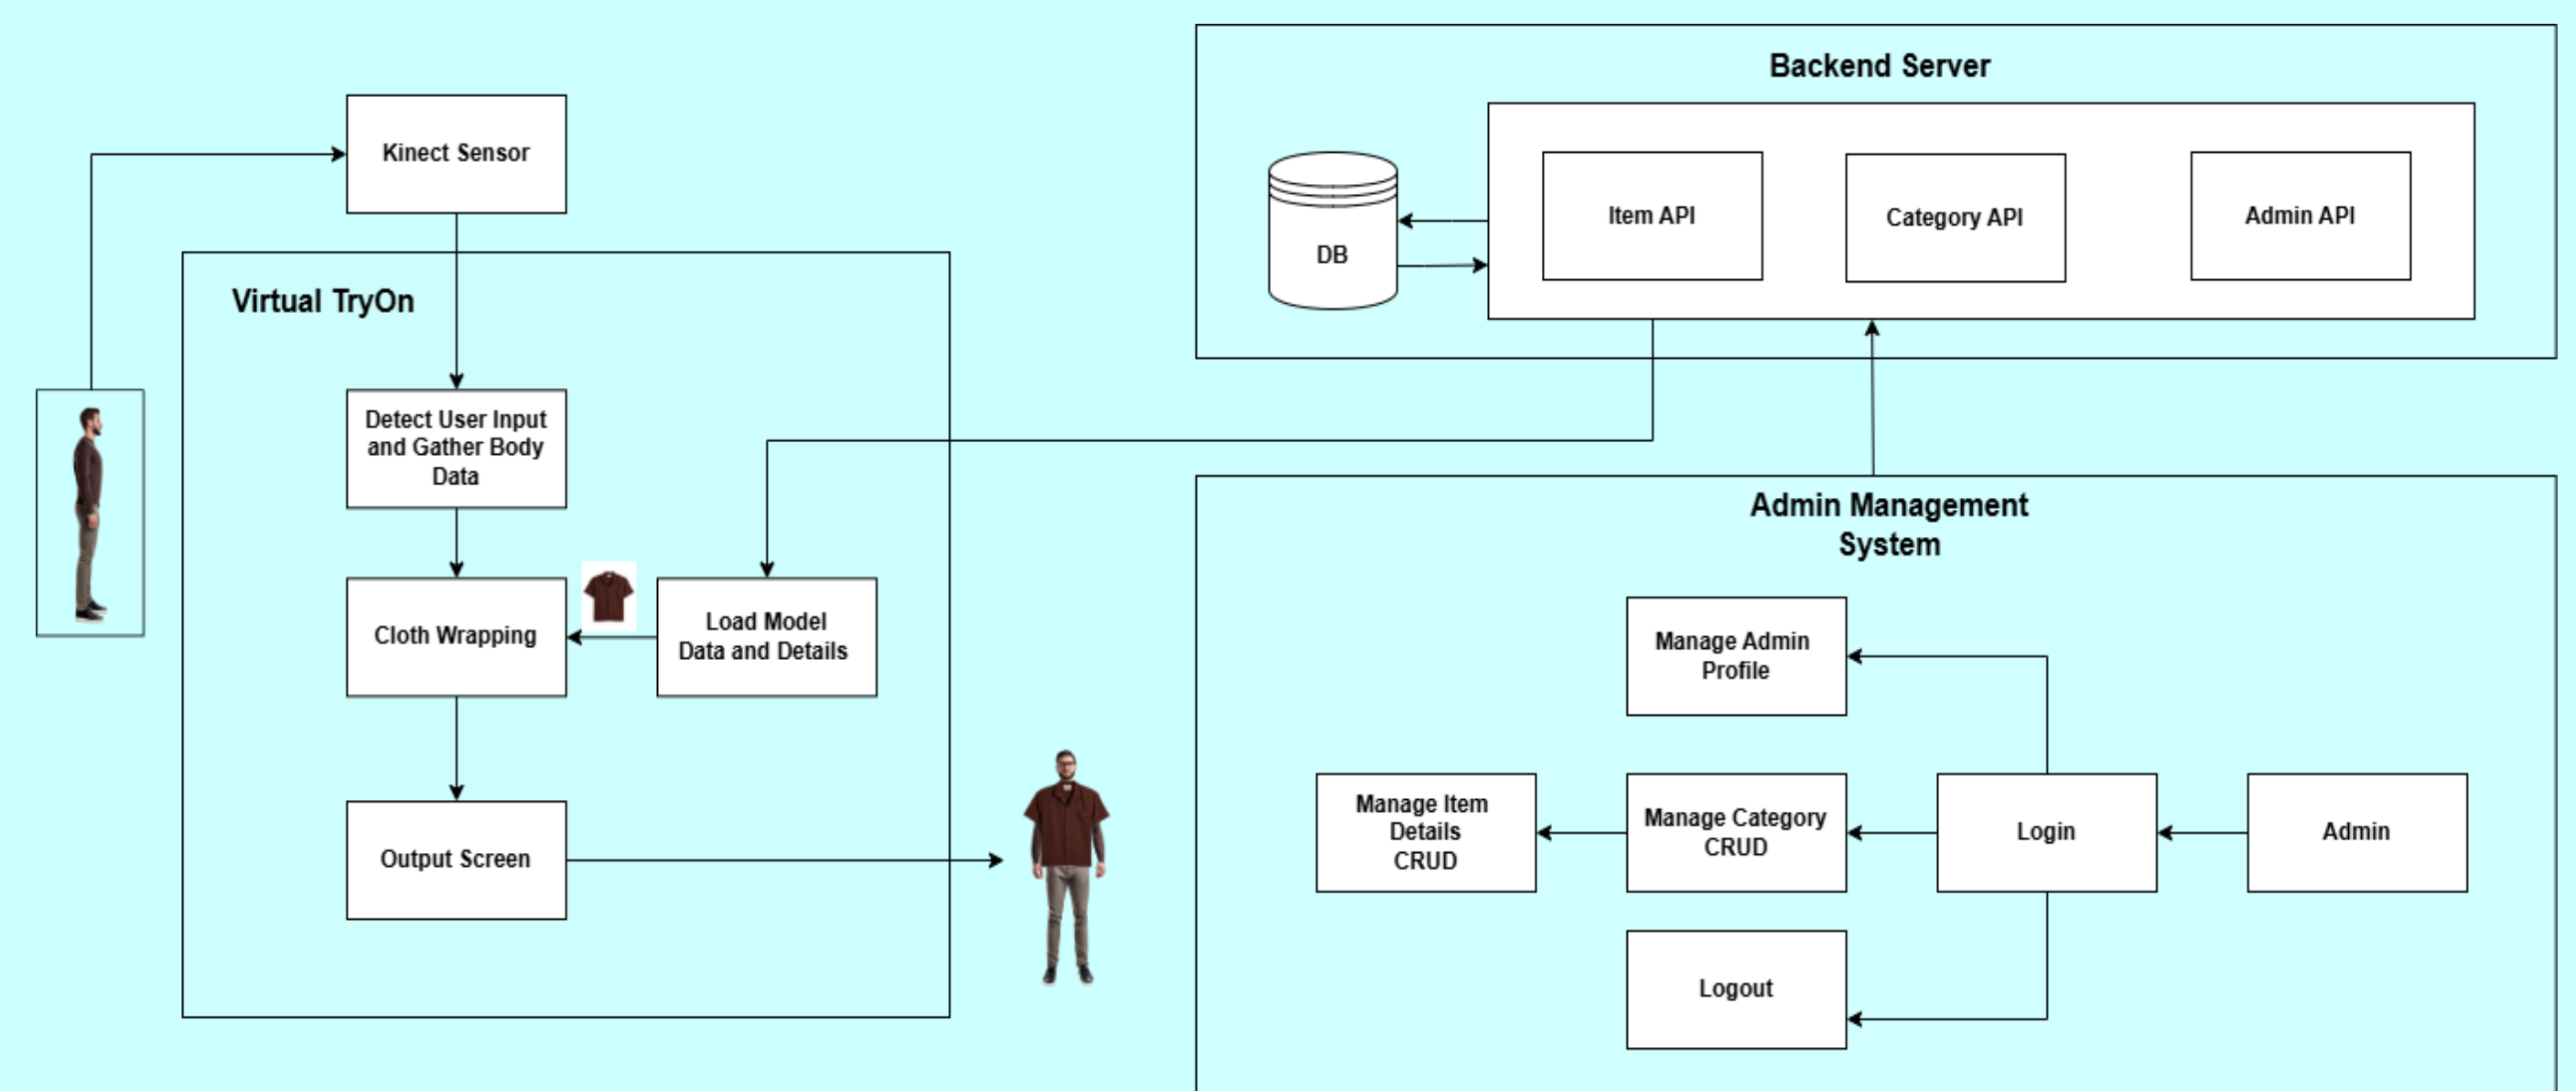 Backend Server
Kinect Sensor
Item API
Category API
Admin API
DB
Virtual TryOn
Detect User Input
and Gather Body
Data
Cloth Wrapping
Load Model
Data and Details
Output Screen
Admin Management
System
Manage Admin
Profile
Manage Item
Details
CRUD
Manage Category
CRUD
Login
Admin
Logout